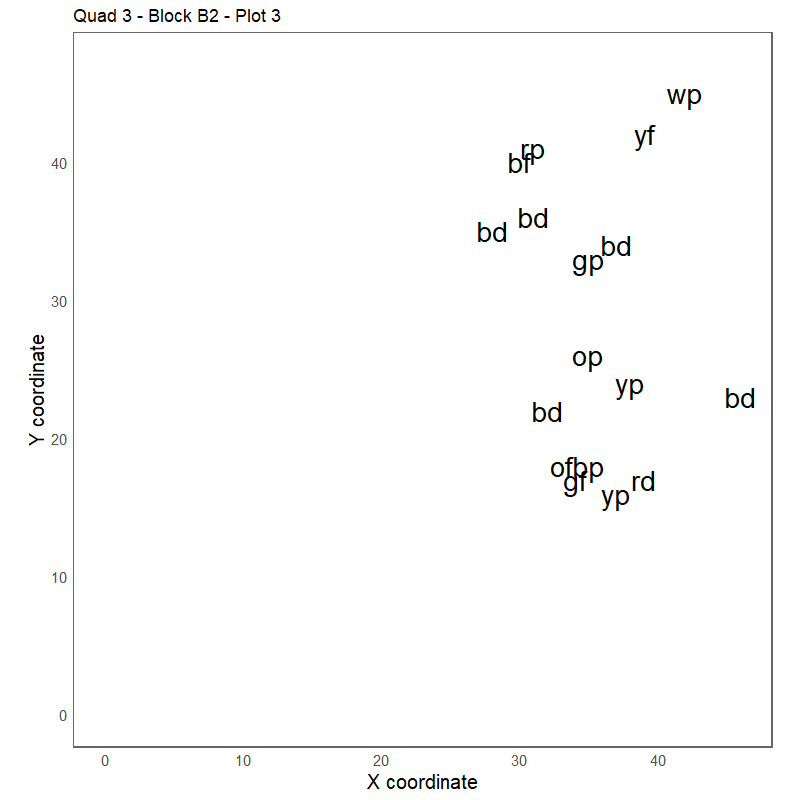 Quad 3 - Block B2 - Plot 3
wp
yf
rp
bf
bd
bd
bd
gp
op
yp
bd
bd
of
bp
gf
rd
yp
40
30
20
10
0
Y coordinate
0 10 20 30 40
X coordinate